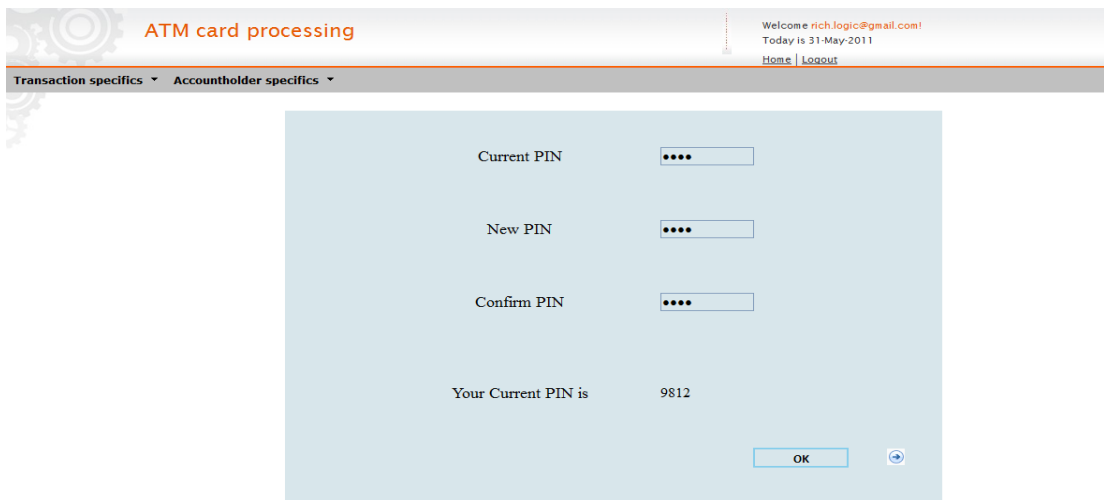 ATM card processing
Welcome rich.logic@gmail.com!
Today is 31-May-2011
Home | Logout
Transaction specifics Accountholder specifics
Current PIN ••••
New PIN ••••
Confirm PIN ••••
Your Current PIN is 9812
OK